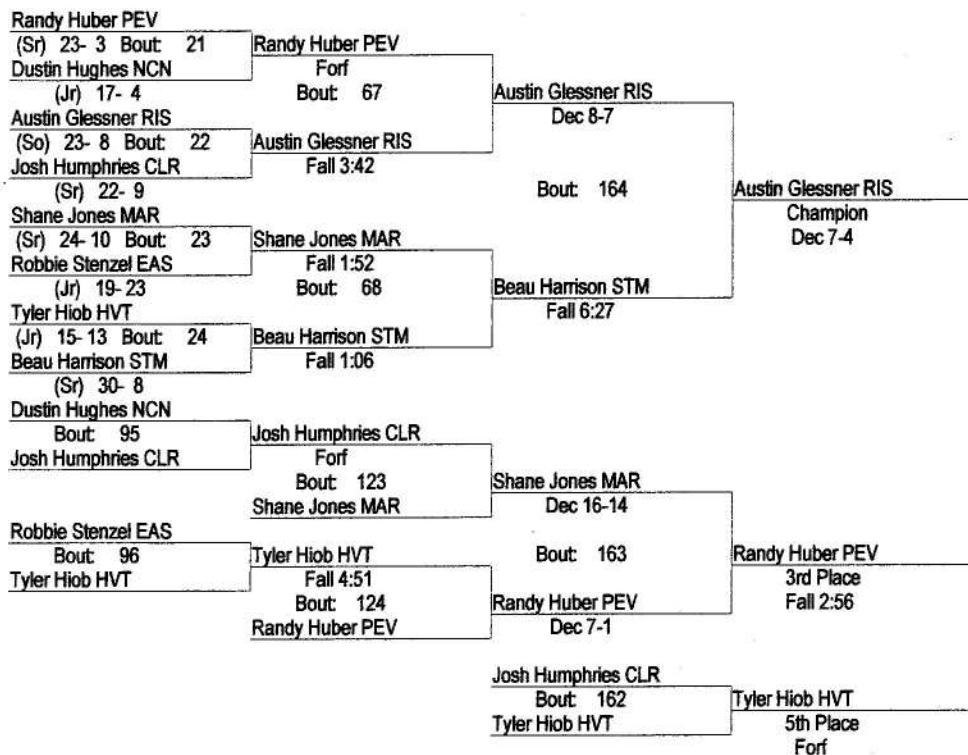 Randy Huber PEV
(Sr) 23- 3 Bout: 21
Dustin Hughes NCN
(Jr) 17- 4
Austin Glessner RIS
(So) 23- 8 Bout: 22
Josh Humphries CLR
(Sr) 22- 9
Shane Jones MAR
(Sr) 24- 10 Bout: 23
Robbie Stenzel EAS
(Jr) 19- 23
Tyler Hiob HVT
(Jr) 15- 13 Bout: 24
Beau Harrison STM
(Sr) 30- 8
Randy Huber PEV
Forf
Bout: 67
Austin Glessner RIS
Fall 3:42
Shane Jones MAR
Fall 1:52
Bout: 68
Beau Harrison STM
Fall 1:06
Austin Glessner RIS
Dec 8-7
Bout: 164
Beau Harrison STM
Fall 6:27
Austin Glessner RIS
Champion
Dec 7-4
Dustin Hughes NCN
Bout: 95
Josh Humphries CLR
Robbie Stenzel EAS
Bout: 96
Tyler Hiob HVT
Josh Humphries CLR
Forf
Bout: 123
Shane Jones MAR
Tyler Hiob HVT
Fall 4:51
Bout: 124
Randy Huber PEV
Shane Jones MAR
Dec 16-14
Bout: 163
Randy Huber PEV
Dec 7-1
Randy Huber PEV
3rd Place
Fall 2:56
Josh Humphries CLR
Bout: 162
Tyler Hiob HVT
Tyler Hiob HVT
5th Place
Forf